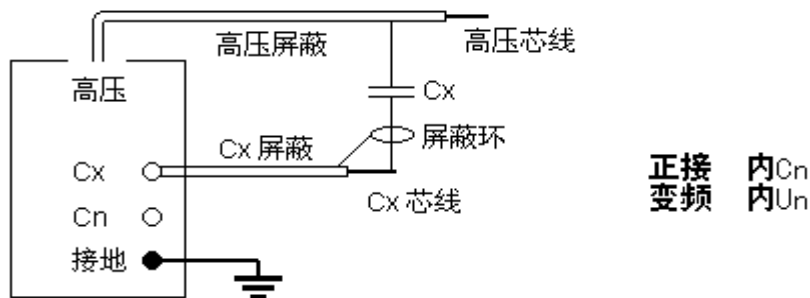 高压屏蔽
高压芯线
高压
Cx
Cx 屏蔽
屏蔽环
Cx
Cx 芯线
Cn
接地
正接 内Cn
变频 内Un